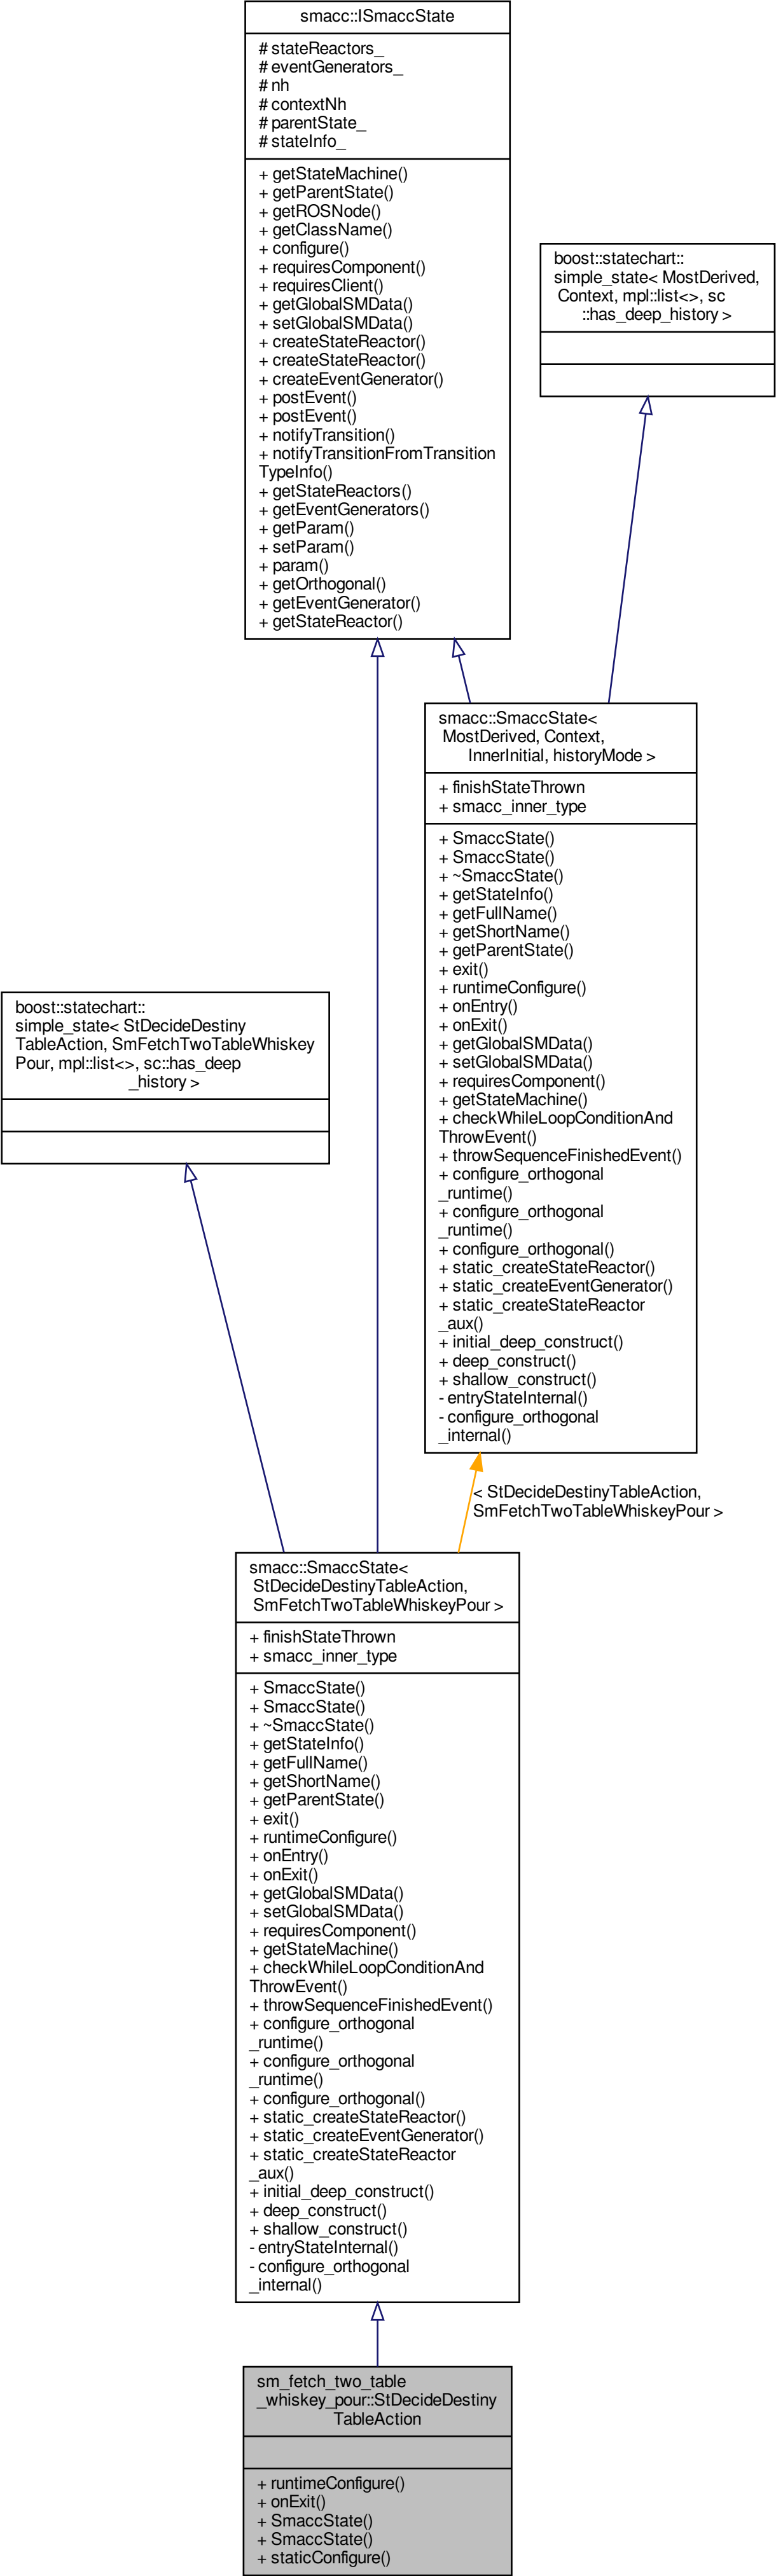 smacc::ISmaccState
# stateReactors_
# eventGenerators_
# nh
# contextNh
# parentState_
# stateInfo_
+ getStateMachine()
+ getParentState()
+ getROSNode()
+ getClassName()
+ configure()
+ requiresComponent()
+ requiresClient()
+ getGlobalSMData()
+ setGlobalSMData()
+ createStateReactor()
+ createStateReactor()
+ createEventGenerator()
+ postEvent()
+ postEvent()
+ notifyTransition()
+ notifyTransitionFromTransition
TypeInfo()
+ getStateReactors()
+ getEventGenerators()
+ getParam()
+ setParam()
+ param()
+ getOrthogonal()
+ getEventGenerator()
+ getStateReactor()
boost::statechart::
simple_state< MostDerived,
Context, mpl::list<>, sc
::has_deep_history >
smacc::SmaccState<
MostDerived, Context,
InnerInitial, historyMode >
+ finishStateThrown
+ smacc_inner_type
+ SmaccState()
+ SmaccState()
+ ~SmaccState()
+ getStateInfo()
+ getFullName()
+ getShortName()
+ getParentState()
+ exit()
+ runtimeConfigure()
+ onEntry()
+ onExit()
+ getGlobalSMData()
+ setGlobalSMData()
+ requiresComponent()
+ getStateMachine()
+ checkWhileLoopConditionAnd
ThrowEvent()
+ throwSequenceFinishedEvent()
+ configure_orthogonal
_runtime()
+ configure_orthogonal
_runtime()
+ configure_orthogonal()
+ static_createStateReactor()
+ static_createEventGenerator()
+ static_createStateReactor
_aux()
+ initial_deep_construct()
+ deep_construct()
+ shallow_construct()
- entryStateInternal()
- configure_orthogonal
_internal()
boost::statechart::
simple_state< StDecideDestiny
TableAction, SmFetchTwoTableWhiskey
Pour, mpl::list<>, sc::has_deep
_history >
< StDecideDestinyTableAction,
SmFetchTwoTableWhiskeyPour >
smacc::SmaccState<
StDecideDestinyTableAction,
SmFetchTwoTableWhiskeyPour >
+ finishStateThrown
+ smacc_inner_type
+ SmaccState()
+ SmaccState()
+ ~SmaccState()
+ getStateInfo()
+ getFullName()
+ getShortName()
+ getParentState()
+ exit()
+ runtimeConfigure()
+ onEntry()
+ onExit()
+ getGlobalSMData()
+ setGlobalSMData()
+ requiresComponent()
+ getStateMachine()
+ checkWhileLoopConditionAnd
ThrowEvent()
+ throwSequenceFinishedEvent()
+ configure_orthogonal
_runtime()
+ configure_orthogonal
_runtime()
+ configure_orthogonal()
+ static_createStateReactor()
+ static_createEventGenerator()
+ static_createStateReactor
_aux()
+ initial_deep_construct()
+ deep_construct()
+ shallow_construct()
- entryStateInternal()
- configure_orthogonal
_internal()
sm_fetch_two_table
_whiskey_pour::StDecideDestiny
TableAction
+ runtimeConfigure()
+ onExit()
+ SmaccState()
+ SmaccState()
+ staticConfigure()